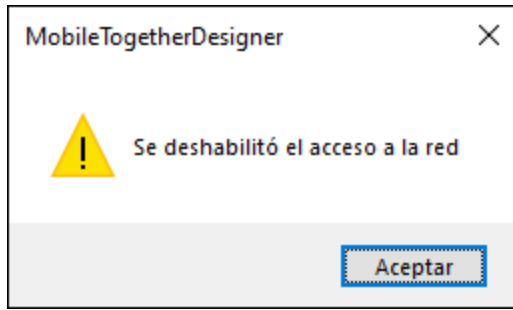 MobileTogetherDesigner
Se deshabilitó el acceso a la red
Aceptar